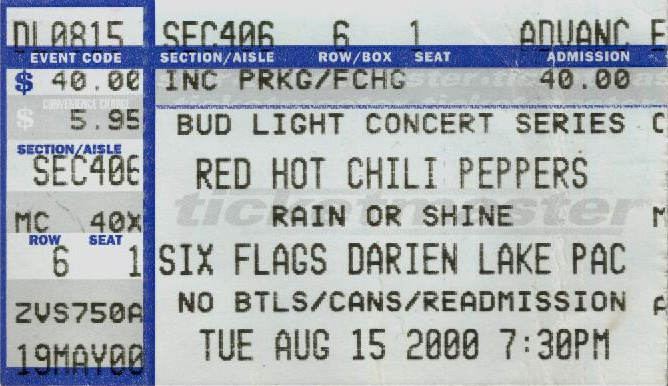 DL0815 SEC406 6 1 ADVANC
EVENT CODE SECTION/AISLE ROW/BOX SEAT ADMISSION
$ 40.00 INC PRKG/FCHG 40.00
CONVENIENCE CHARGE
$ 5.95 BUD LIGHT CONCERT SERIES C
SECTION/AISLE
SEC406 RED HOT CHILI PEPPERS
ticketmaster
MC 40X RAIN OR SHINE
ROW SEAT
6 1 SIX FLAGS DARIEN LAKE PAC
ZVS750A NO BTLS/CANS/READMISSION
19MAY00 TUE AUG 15 2000 7:30PM